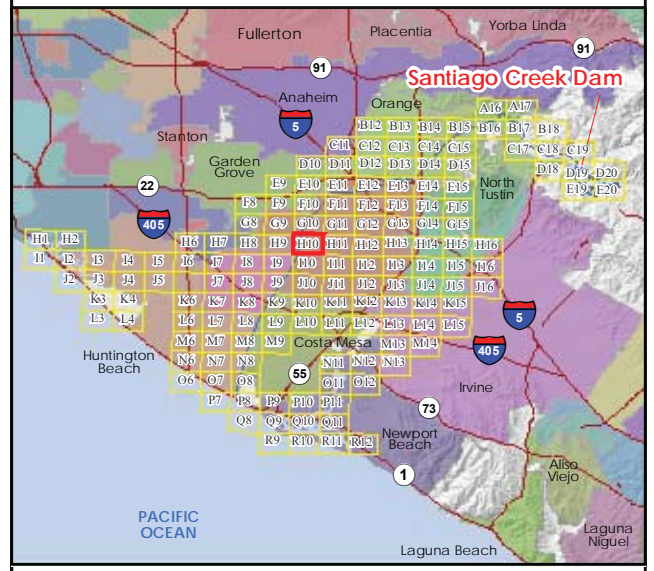 Fullerton
Placentia
Yorba Linda
91
91
Santiago Creek Dam
Anaheim
Orange
A16 A17
5
B12 B13 B14 B15 B16 B17 B18
Stanton
C11 C12 C13 C14 C15 C17 C18 C19
Garden
Grove
D10 D11 D12 D13 D14 D15 D18 D19 D20
22
E9 E10 E11 E12 E13 E14 E15 E19 E20
North
Tustin
F8 F9 F10 F11 F12 F13 F14 F15
405
G8 G9 G10 G11 G12 G13 G14 G15
H1 H2 H6 H7 H8 H9 H10 H11 H12 H13 H14 H15 H16
I1 I2 I3 I4 I5 I6 I7 I8 I9 I10 I11 I12 I13 I14 I15 I16
J2 J3 J4 J5 J6 J7 J8 J9 J10 J11 J12 J13 J14 J15 J16
K3 K4 K6 K7 K8 K9 K10 K11 K12 K13 K14 K15
5
L3 L4 L6 L7 L8 L9 L10 L11 L12 L13 L14 L15
M6 M7 M8 M9 Costa Mesa M13 M14
405
Huntington
Beach
N6 N7 N8 N11 N12 N13
55
O6 O7 O8 O11 O12
Irvine
P7 P8 P9 P10 P11
73
Q8 Q9 Q10 Q11
Newport
Beach
R9 R10 R11 R12
1
Aliso
Viejo
PACIFIC
OCEAN
Laguna
Niguel
Laguna Beach